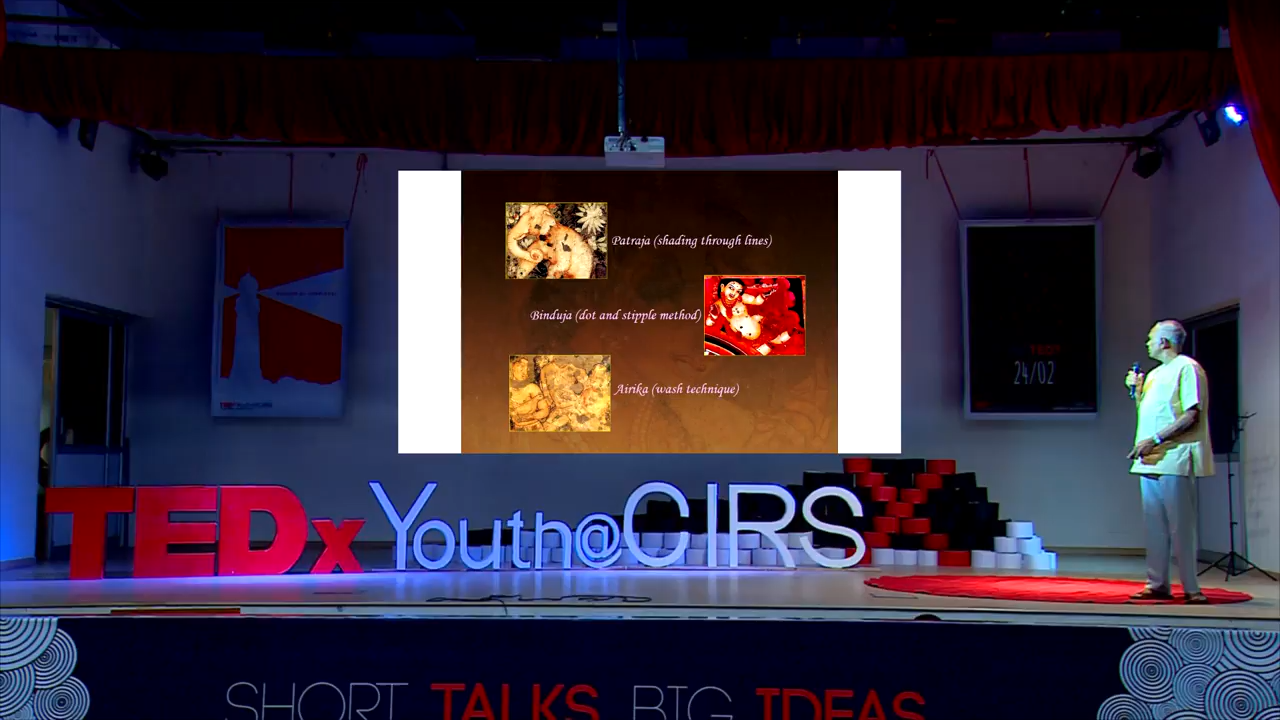 Patraja (shading through lines)
Binduja (dot and stipple method)
Airika (wash technique)
TEDx
24/02
TEDxYouth@CIRS
SHORT TALKS BIG IDEAS